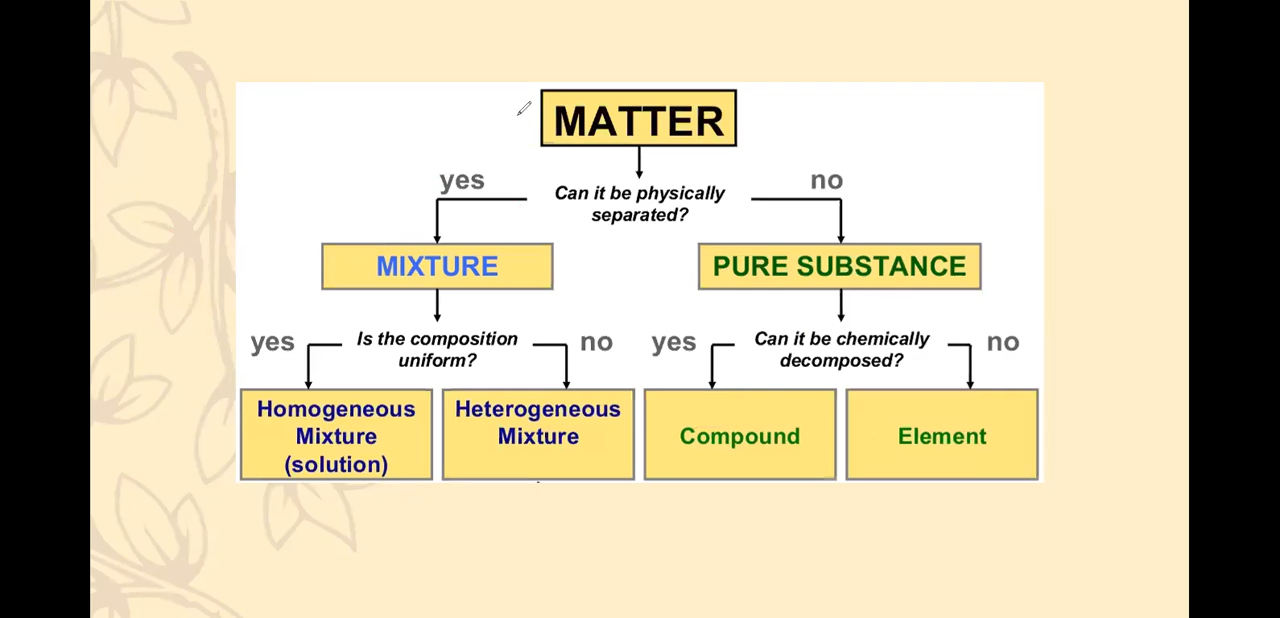 MATTER
yes
Can it be physically
separated?
no
MIXTURE
PURE SUBSTANCE
yes
Is the composition
uniform?
no
yes
Can it be chemically
decomposed?
no
Homogeneous
Mixture
(solution)
Heterogeneous
Mixture
Compound
Element